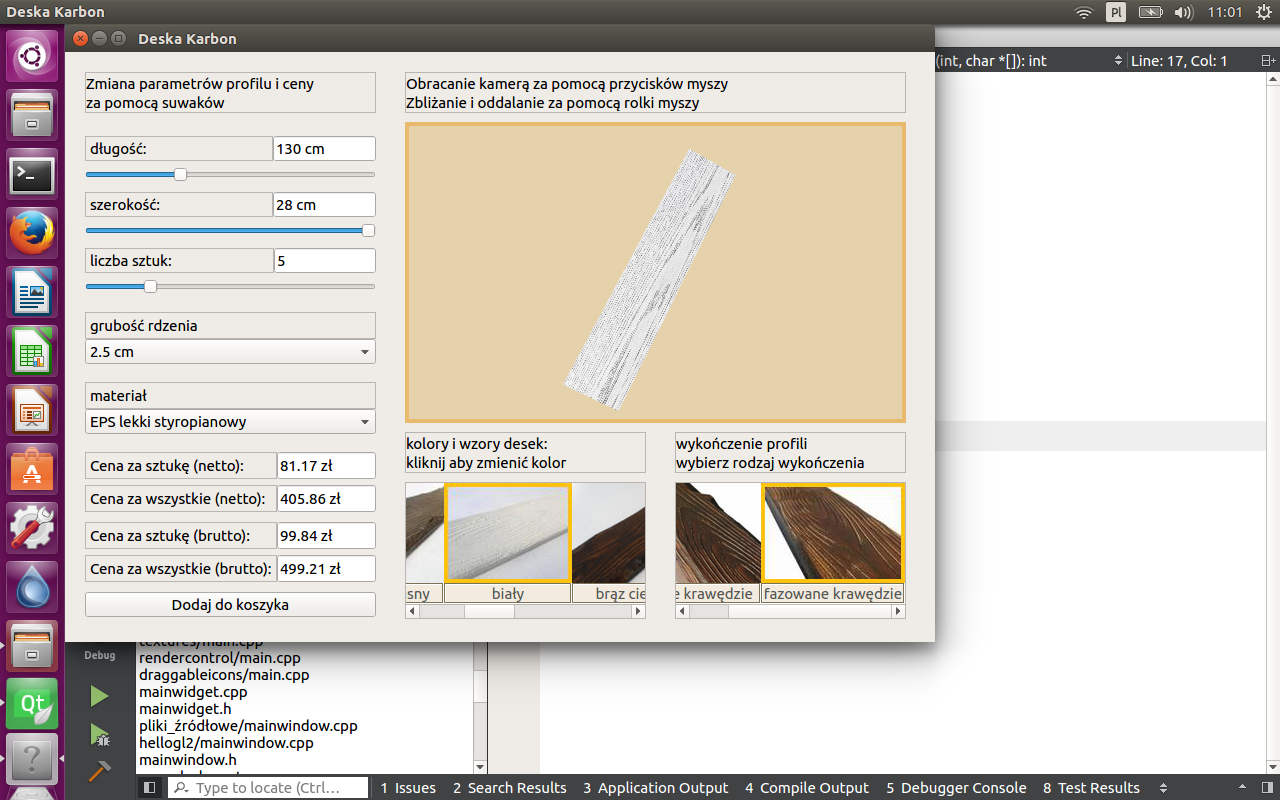 Deska Karbon
Pl
11:01
Deska Karbon
(int, char *[]): int
Line: 17, Col: 1
Zmiana parametrów profilu i ceny
za pomocą suwaków
Obracanie kamerą za pomocą przycisków myszy
Zbliżanie i oddalanie za pomocą rolki myszy
długość:
130 cm
szerokość:
28 cm
liczba sztuk:
5
grubość rdzenia
2.5 cm
materiał
EPS lekki styropianowy
Cena za sztukę (netto):
81.17 zł
Cena za wszystkie (netto):
405.86 zł
Cena za sztukę (brutto):
99.84 zł
Cena za wszystkie (brutto):
499.21 zł
Dodaj do koszyka
kolory i wzory desek:
kliknij aby zmienić kolor
wykończenie profili
wybierz rodzaj wykończenia
sny
biały
brąz cie
e krawędzie
fazowane krawędzie
Debug
textures/main.cpp
rendercontrol/main.cpp
draggableicons/main.cpp
mainwidget.cpp
mainwidget.h
pliki_źródłowe/mainwindow.cpp
hellogl2/mainwindow.cpp
mainwindow.h
Qt
Type to locate (Ctrl...
1 Issues
2 Search Results
3 Application Output
4 Compile Output
5 Debugger Console
8 Test Results